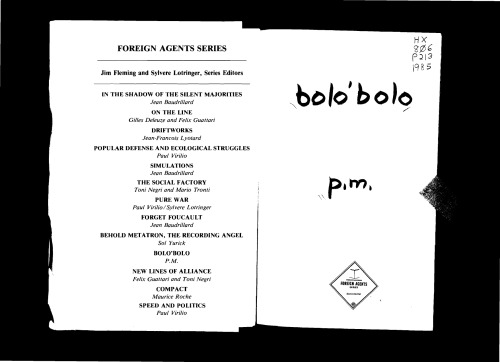 FOREIGN AGENTS SERIES
Jim Fleming and Sylvere Lotringer, Series Editors
IN THE SHADOW OF THE SILENT MAJORITIES
Jean Baudrillard
ON THE LINE
Gilles Deleuze and Felix Guattari
DRIFTWORKS
Jean-Francois Lyotard
POPULAR DEFENSE AND ECOLOGICAL STRUGGLES
Paul Virilio
SIMULATIONS
Jean Baudrillard
THE SOCIAL FACTORY
Toni Negri and Mario Tronti
PURE WAR
Paul Virilio/Sylvere Lotringer
FORGET FOUCAULT
Jean Baudrillard
BEHOLD METATRON, THE RECORDING ANGEL
Sol Yurick
BOLO'BOLO
P.M.
NEW LINES OF ALLIANCE
Felix Guattari and Toni Negri
COMPACT
Maurice Roche
SPEED AND POLITICS
Paul Virilio
HX
806
P213
1985
bolo'bolo
p.m.
FOREIGN AGENTS
SERIES